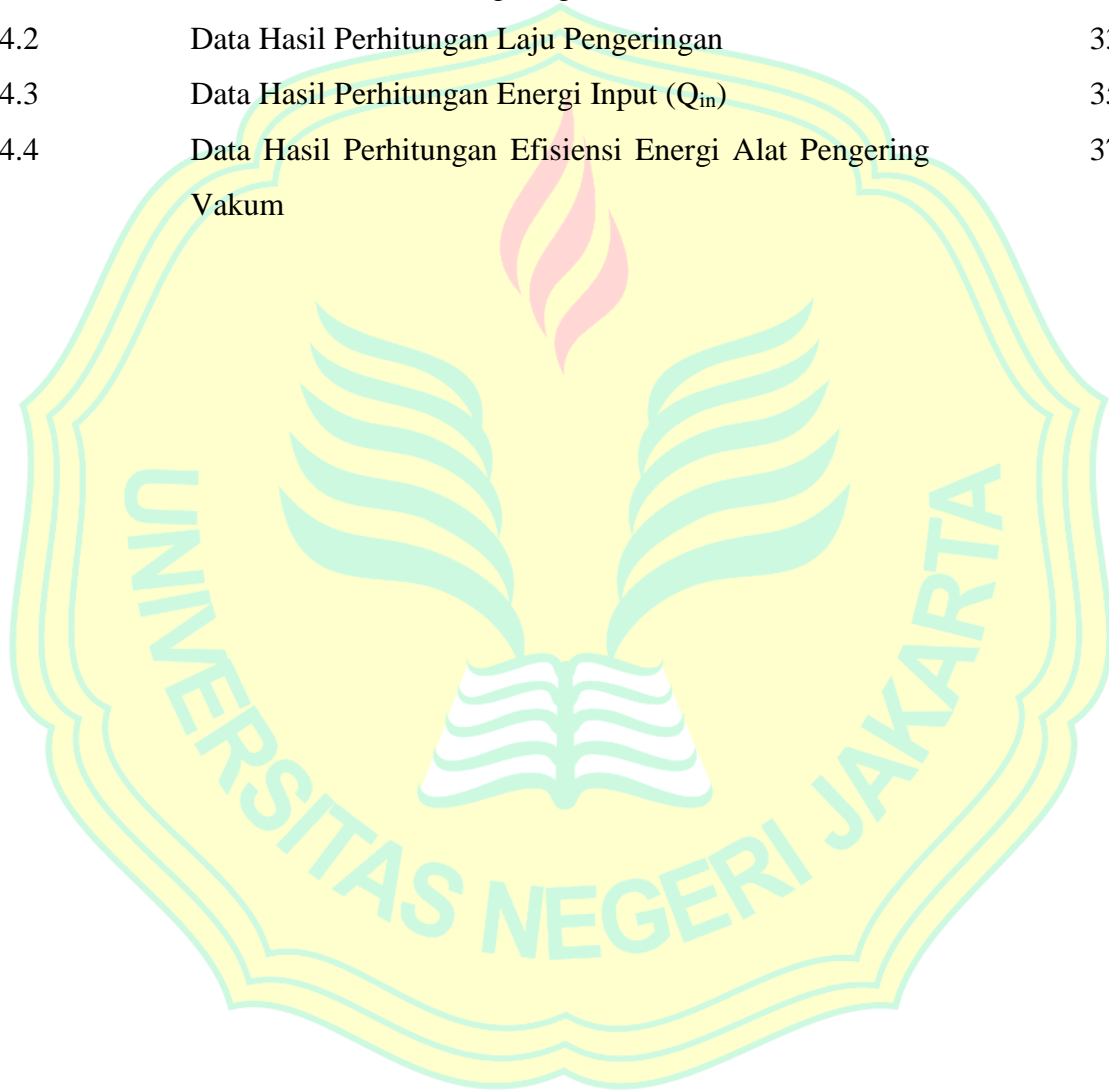 4.2 Data Hasil Perhitungan Laju Pengeringan
4.3 Data Hasil Perhitungan Energi Input (Qin)
4.4 Data Hasil Perhitungan Efisiensi Energi Alat Pengering
Vakum
UNIVERSITAS NEGERI JAKARTA